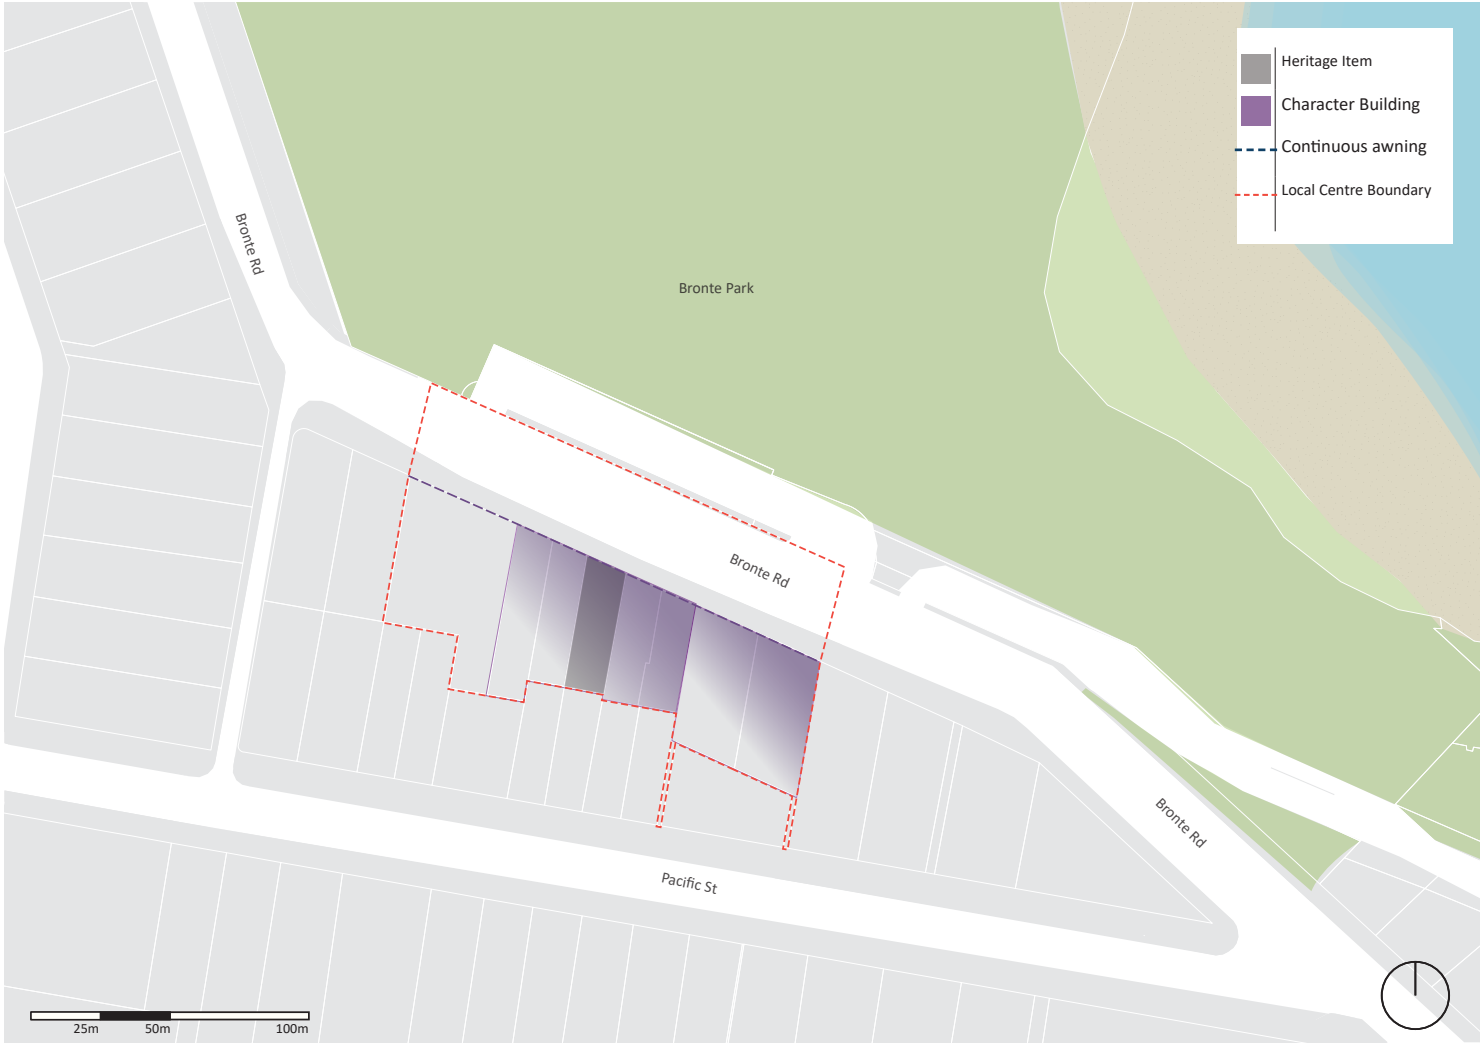 Heritage Item
Character Building
Continuous awning
Local Centre Boundary
Bronte Rd
Bronte Park
Bronte Rd
Bronte Rd
Pacific St
25m 50m 100m